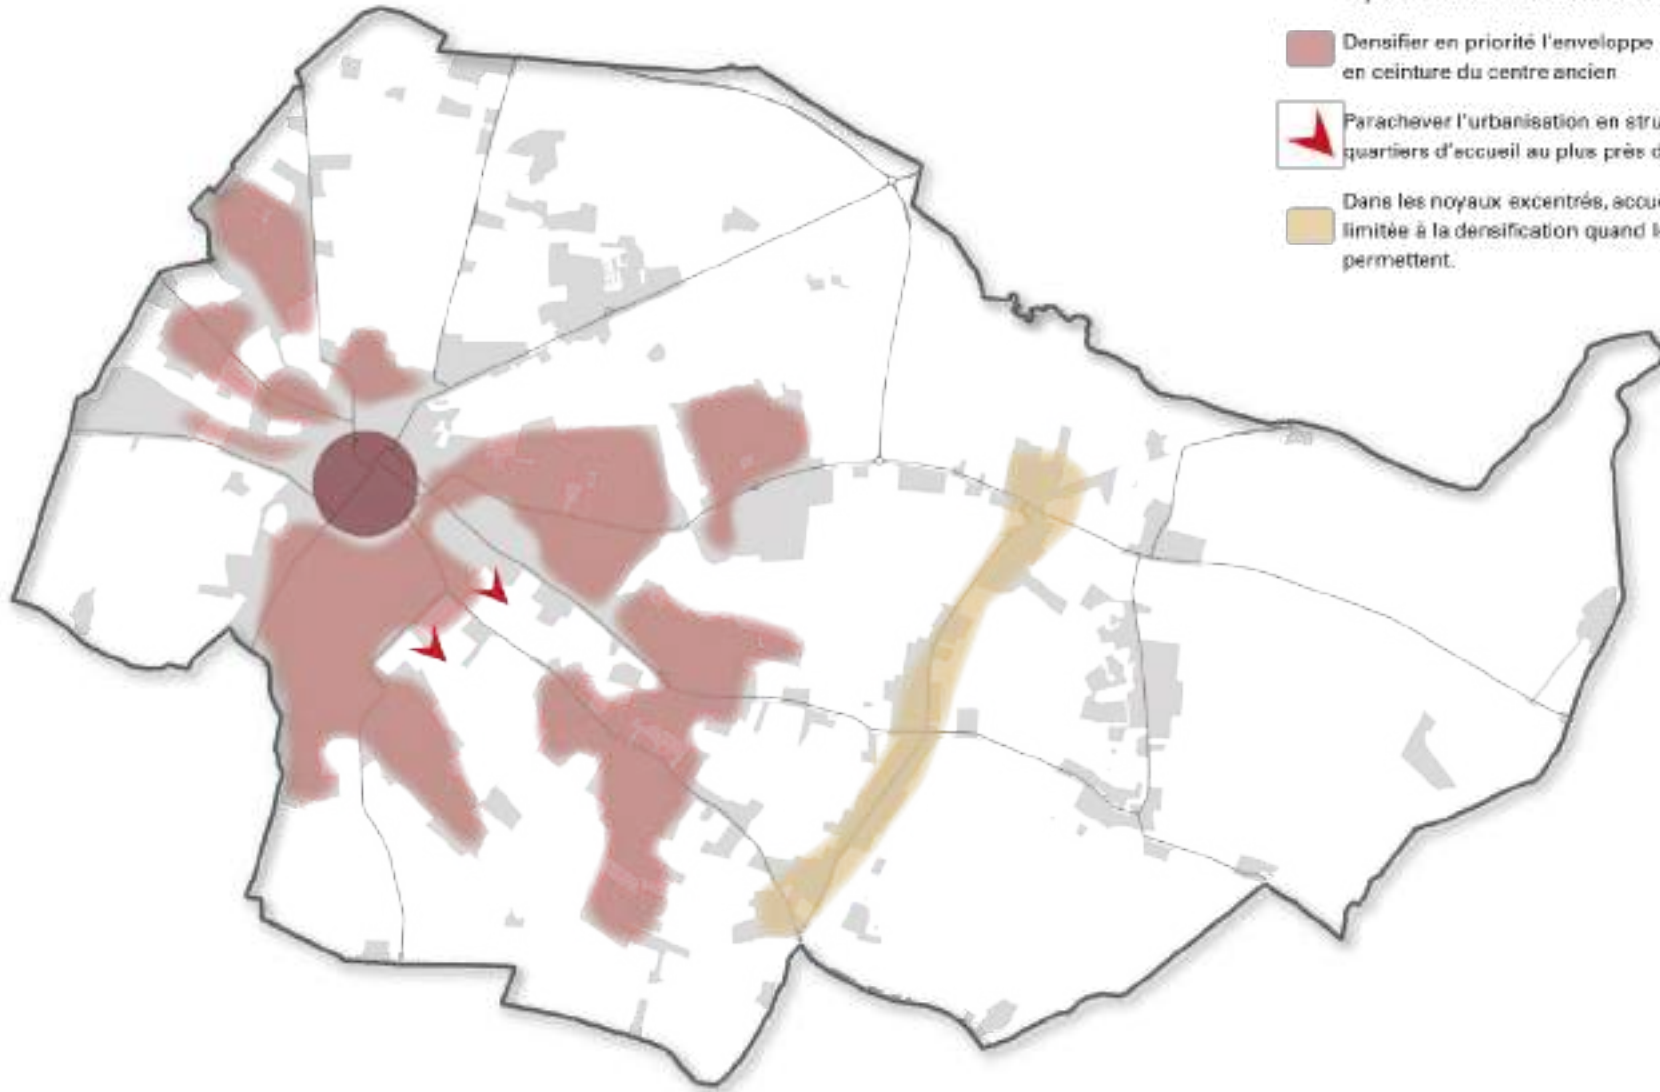 Densifier en priorité l'enveloppe
en ceinture du centre ancien
Parachever l'urbanisation en stru
quartiers d'accueil au plus près d
Dans les noyaux excentrés, accue
limitée à la densification quand l
permettent.